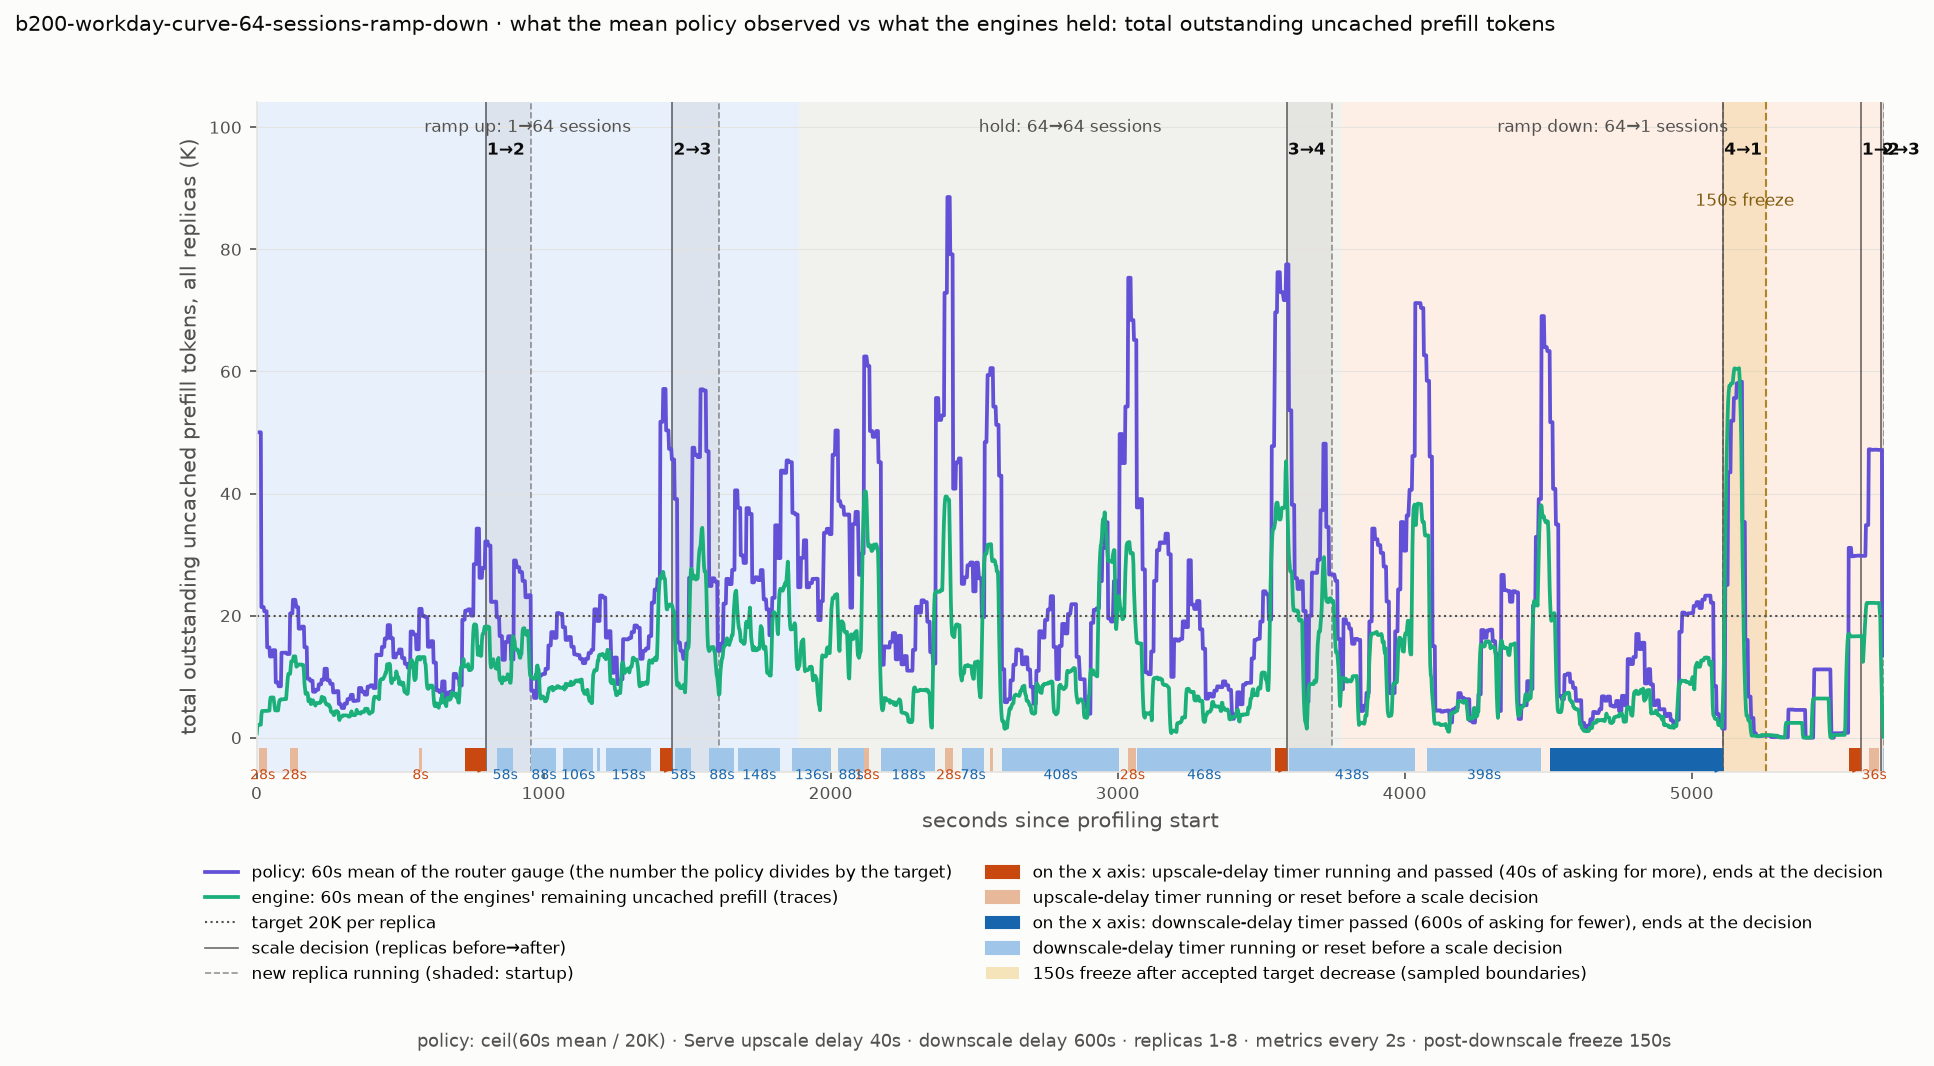 b200-workday-curve-64-sessions-ramp-down · what the mean policy observed vs what the engines held: total outstanding uncached prefill tokens
total outstanding uncached prefill tokens, all replicas (K)
100
80
60
40
20
0
ramp up: 1→64 sessions
hold: 64→64 sessions
ramp down: 64→1 sessions
1→2
2→3
3→4
4→1
1→2
2→3
150s freeze
28s
28s
8s
58s
88s
106s
158s
58s
88s
148s
136s
88s
18s
188s
28s
78s
408s
28s
468s
438s
398s
36s
0
1000
2000
3000
4000
5000
seconds since profiling start
policy: 60s mean of the router gauge (the number the policy divides by the target)
engine: 60s mean of the engines' remaining uncached prefill (traces)
target 20K per replica
scale decision (replicas before→after)
new replica running (shaded: startup)
on the x axis: upscale-delay timer running and passed (40s of asking for more), ends at the decision
upscale-delay timer running or reset before a scale decision
on the x axis: downscale-delay timer passed (600s of asking for fewer), ends at the decision
downscale-delay timer running or reset before a scale decision
150s freeze after accepted target decrease (sampled boundaries)
policy: ceil(60s mean / 20K) · Serve upscale delay 40s · downscale delay 600s · replicas 1-8 · metrics every 2s · post-downscale freeze 150s